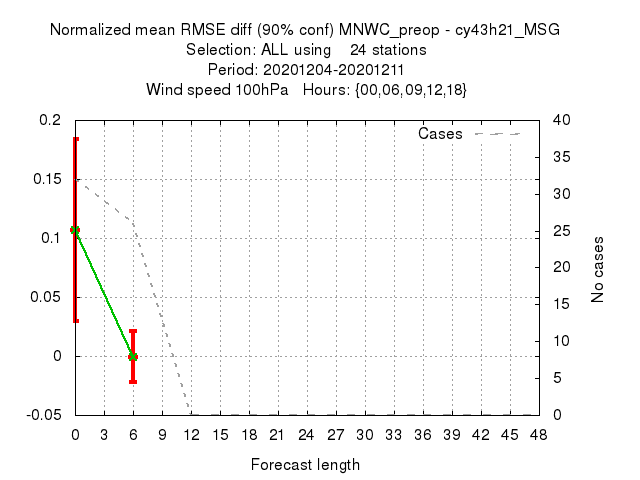 Normalized mean RMSE diff (90% conf) MNWC_preop - cy43h21_MSG
Selection: ALL using 24 stations
Period: 20201204-20201211
Wind speed 100hPa Hours: {00,06,09,12,18}
Cases
0.2
0.15
0.1
0.05
0
-0.05
40
35
30
25
20
15
10
5
0
No cases
0 3 6 9 12 15 18 21 24 27 30 33 36 39 42 45 48
Forecast length